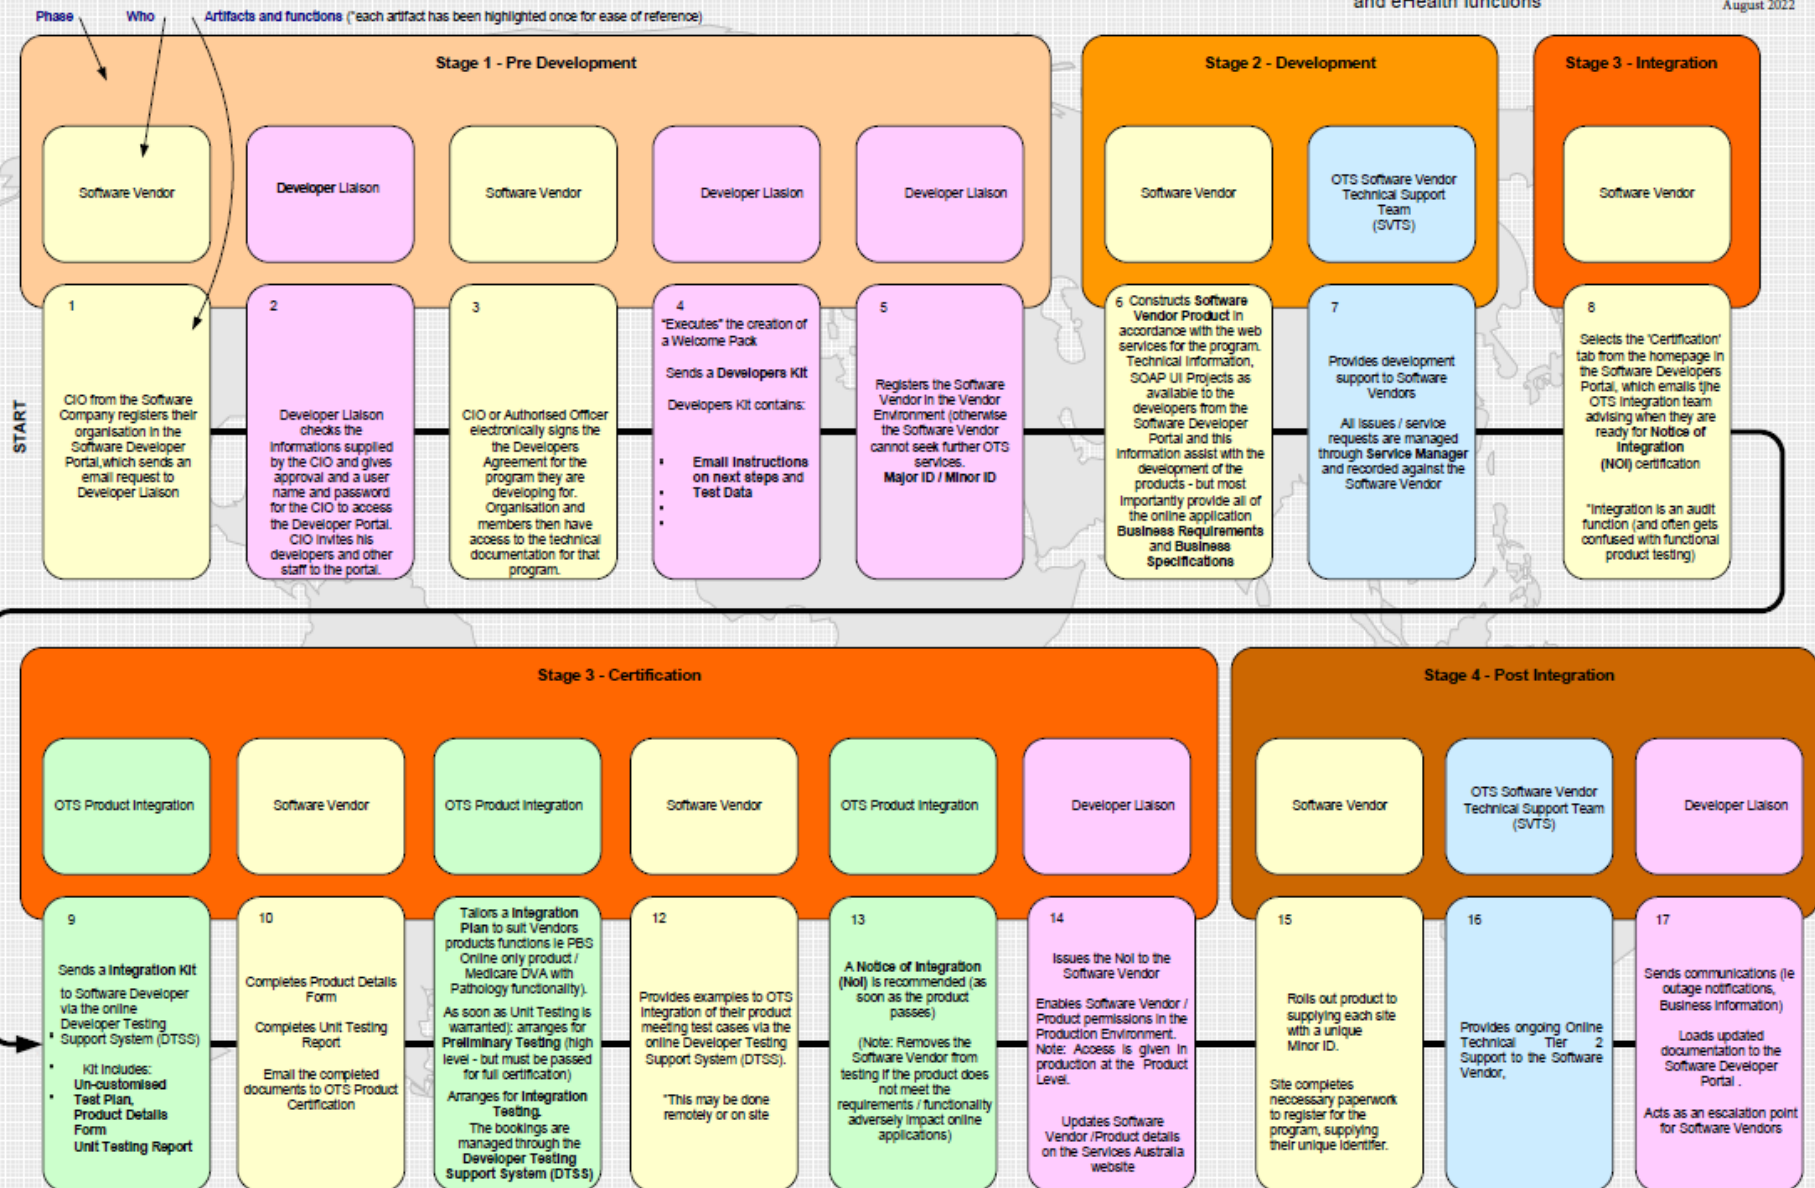 and eHealth functions
August 2022
Phase
Who
Artifacts and functions (*each artifact has been highlighted once for ease of reference)
START
Stage 1 - Pre Development
Software Vendor
Developer Liaison
Software Vendor
Developer Liasion
Developer Liaison
1
CIO from the Software
Company registers their
organisation in the
Software Developer
Portal,which sends an
email request to
Developer Liaison
2
Developer Liaison
checks the
informations supplied
by the CIO and gives
approval and a user
name and password
for the CIO to access
the Developer Portal.
CIO invites his
developers and other
staff to the portal.
3
CIO or Authorised Officer
electronically signs the
the Developers
Agreement for the
program they are
developing for.
Organisation and
members then have
access to the technical
documentation for that
program.
4
"Executes" the creation of
a Welcome Pack
Sends a Developers Kit
Developers Kit contains:
Email instructions
on next steps and
Test Data
5
Registers the Software
Vendor in the Vendor
Environment (otherwise
the Software Vendor
cannot seek further OTS
services.
Major ID / Minor ID
Stage 2 - Development
Software Vendor
OTS Software Vendor
Technical Support
Team
(SVTS)
6 Constructs Software
Vendor Product in
accordance with the web
services for the program.
Technical Information,
SOAP UI Projects as
available to the
developers from the
Software Developer
Portal and this
information assist with the
development of the
products - but most
importantly provide all of
the online application
Business Requirements
and Business
Specifications
7
Provides development
support to Software
Vendors
All issues / service
requests are managed
through Service Manager
and recorded against the
Software Vendor
Stage 3 - Integration
Software Vendor
8
Selects the 'Certification'
tab from the homepage in
the Software Developers
Portal, which emails tjhe
OTS Integration team
advising when they are
ready for Notice of
Integration
(NOI) certification
*Integration is an audit
function (and often gets
confused with functional
product testing)
Stage 3 - Certification
OTS Product Integration
Software Vendor
OTS Product Integration
Software Vendor
OTS Product Integration
Developer Liaison
9
Sends a Integration Kit
to Software Developer
via the online
Developer Testing
Support System (DTSS)
Kit includes:
Un-customised
Test Plan,
Product Details
Form
Unit Testing Report
10
Completes Product Details
Form
Completes Unit Testing
Report
Email the completed
documents to OTS Product
Certification
Tailors a Integration
Plan to suit Vendors
products functions ie PBS
Online only product /
Medicare DVA with
Pathology functionality).
As soon as Unit Testing is
warranted): arranges for
Preliminary Testing (high
level - but must be passed
for full certification)
Arranges for Integration
Testing.
The bookings are
managed through the
Developer Testing
Support System (DTSS)
12
Provides examples to OTS
Integration of their product
meeting test cases via the
online Developer Testing
Support System (DTSS).
*This may be done
remotely or on site
13
A Notice of Integration
(NoI) is recommended (as
soon as the product
passes)
(Note: Removes the
Software Vendor from
testing if the product does
not meet the
requirements / functionality
adversely impact online
applications)
14
Issues the NoI to the
Software Vendor
Enables Software Vendor /
Product permissions in the
Production Environment.
Note: Access is given in
production at the Product
Level.
Updates Software
Vendor /Product details
on the Services Australia
website
Stage 4 - Post Integration
Software Vendor
OTS Software Vendor
Technical Support Team
(SVTS)
Developer Liaison
15
Rolls out product to
supplying each site
with a unique
Minor ID.
Site completes
neccessary paperwork
to register for the
program, supplying
their unique identifer.
16
Provides ongoing Online
Technical Tier 2
Support to the Software
Vendor,
17
Sends communications (ie
outage notifications,
Business information)
Loads updated
documentation to the
Software Developer
Portal .
Acts as an escalation point
for Software Vendors